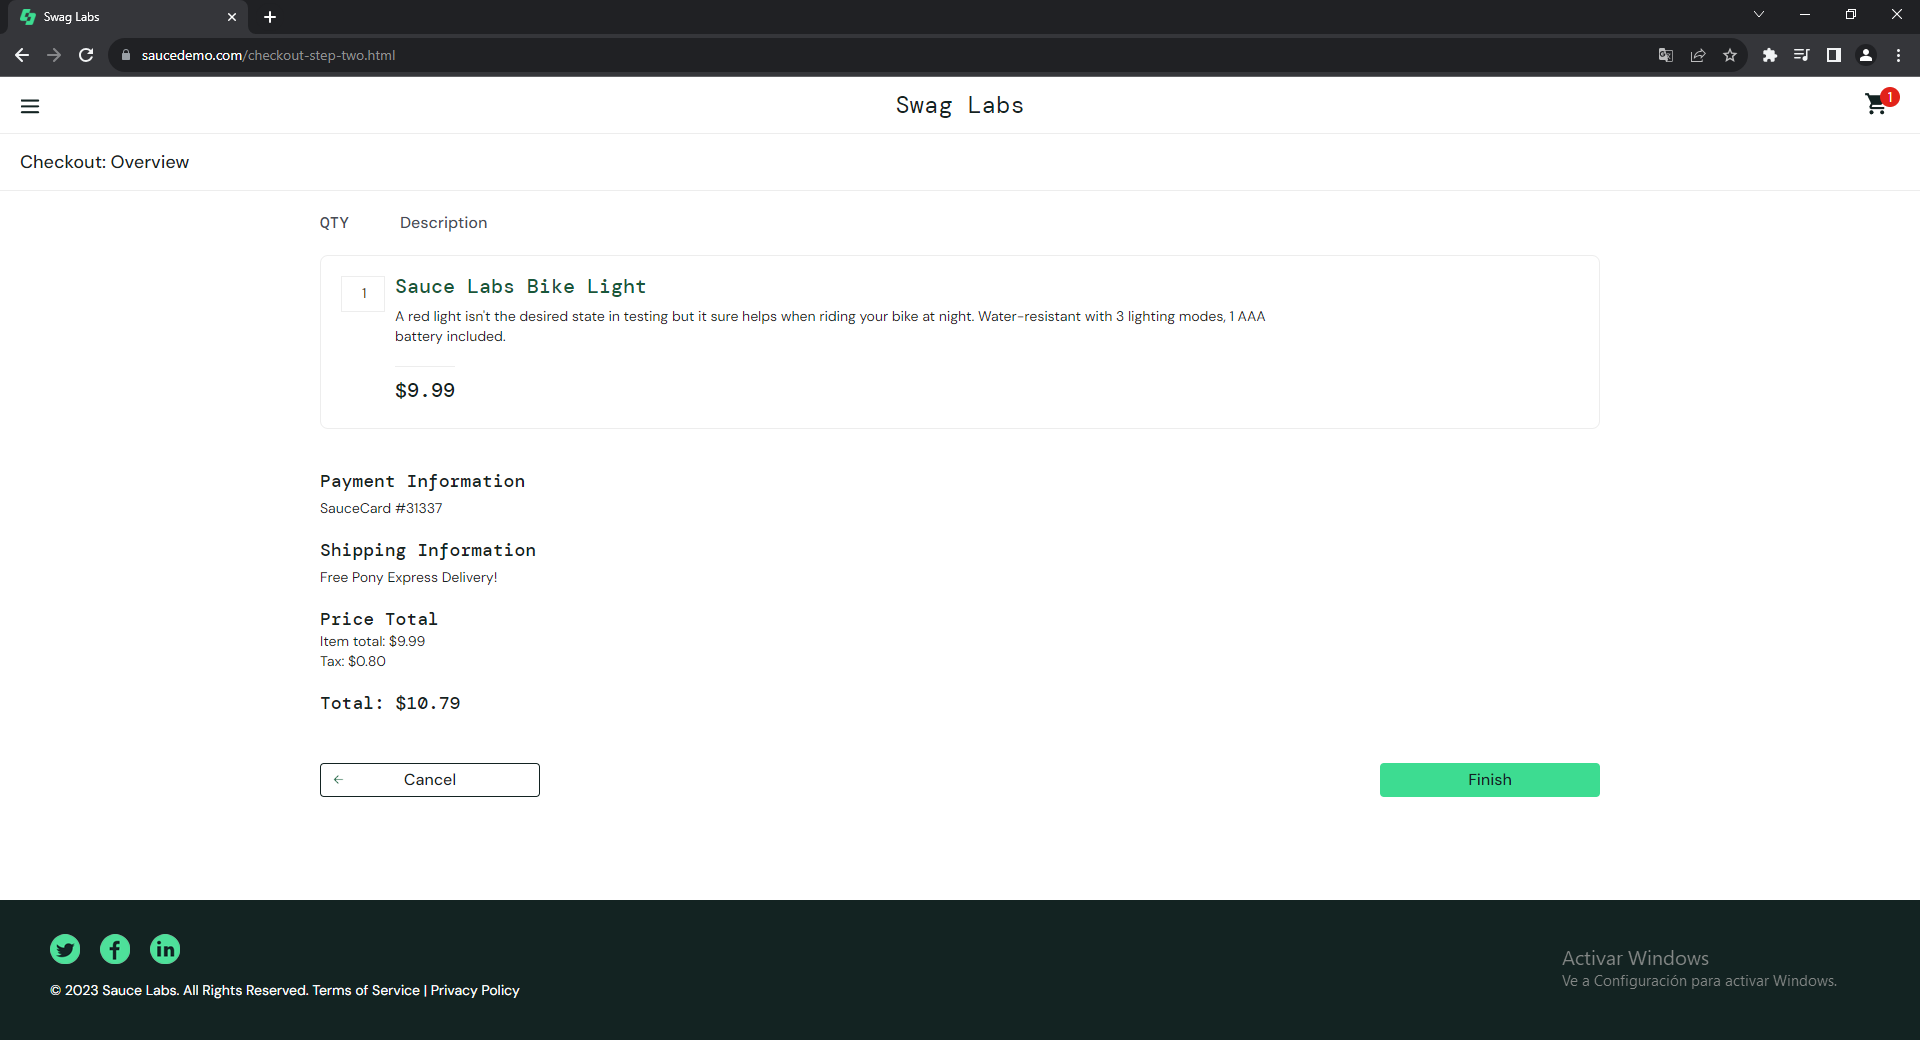 Swag Labs
saucedemo.com/checkout-step-two.html
Swag Labs
1
Checkout: Overview
QTY Description
1
Sauce Labs Bike Light
A red light isn't the desired state in testing but it sure helps when riding your bike at night. Water-resistant with 3 lighting modes, 1 AAA
battery included.
$9.99
Payment Information
SauceCard #31337
Shipping Information
Free Pony Express Delivery!
Price Total
Item total: $9.99
Tax: $0.80
Total: $10.79
Cancel
Finish
© 2023 Sauce Labs. All Rights Reserved. Terms of Service | Privacy Policy
Activar Windows
Ve a Configuración para activar Windows.